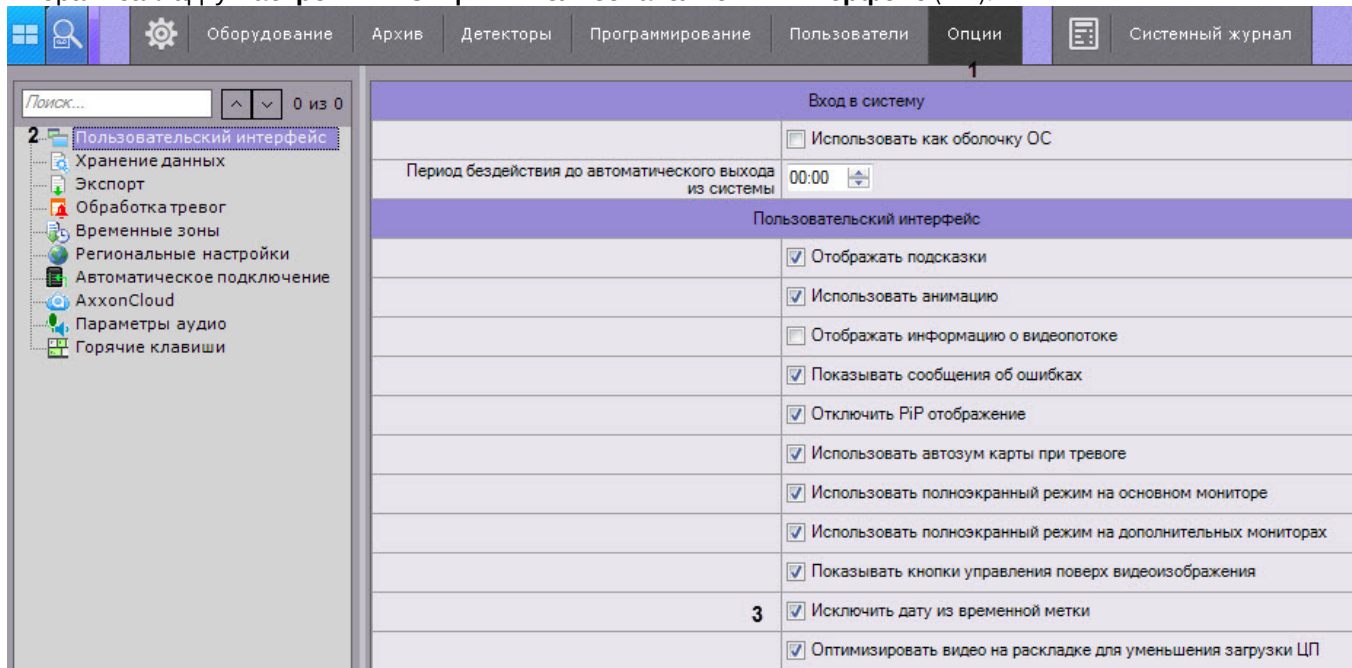 Оборудование Архив Детекторы Программирование Пользователи Опции Системный журнал
1
Поиск... 0 из 0
2 Пользовательский интерфейс
Хранение данных
Экспорт
Обработка тревог
Временные зоны
Региональные настройки
Автоматическое подключение
AxxonCloud
Параметры аудио
Горячие клавиши
Вход в систему
Использовать как оболочку ОС
Период бездействия до автоматического выхода
из системы
00:00
Пользовательский интерфейс
Отображать подсказки
Использовать анимацию
Отображать информацию о видеопотоке
Показывать сообщения об ошибках
Отключить PiP отображение
Использовать автозум карты при тревоге
Использовать полноэкранный режим на основном мониторе
Использовать полноэкранный режим на дополнительных мониторах
Показывать кнопки управления поверх видеоизображения
3 Исключить дату из временной метки
Оптимизировать видео на раскладке для уменьшения загрузки ЦП